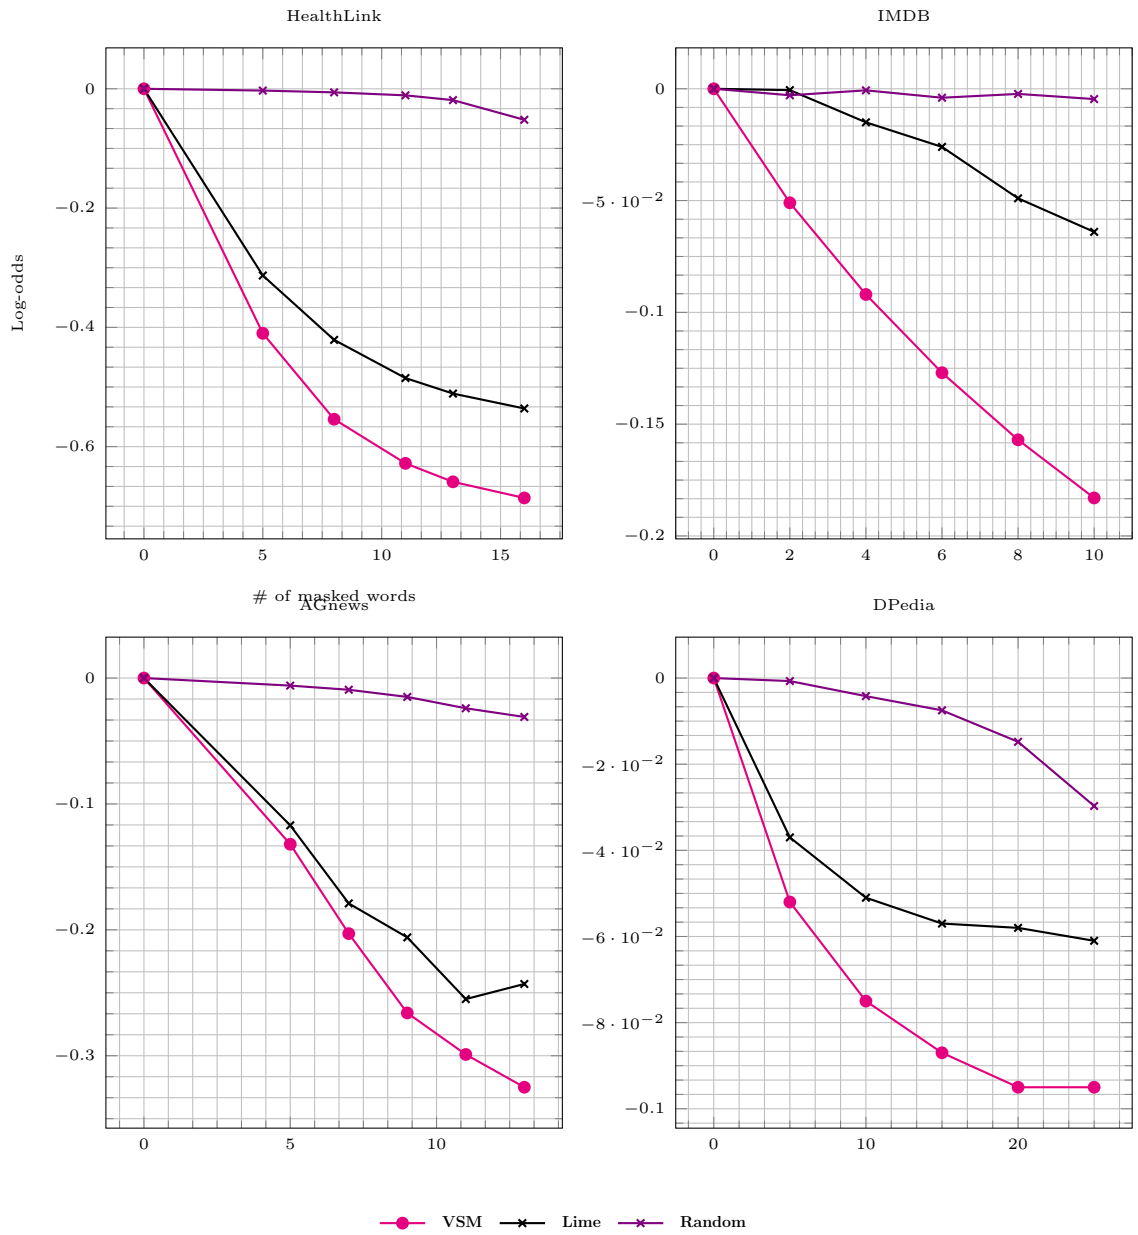 HealthLink
IMDB
0
−0.2
−0.4
−0.6
Log-odds
0 5 10 15
# of masked words
0
−5 · 10⁻²
−0.1
−0.15
−0.2
0 2 4 6 8 10
AGnews
DPedia
0
−0.1
−0.2
−0.3
0 5 10
0
−2 · 10⁻²
−4 · 10⁻²
−6 · 10⁻²
−8 · 10⁻²
−0.1
0 10 20
VSM Lime Random